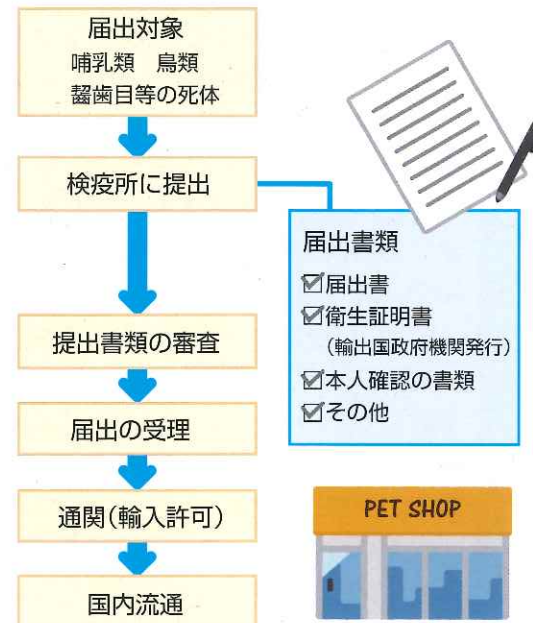 届出対象
哺乳類　鳥類
齧歯目等の死体
検疫所に提出
届出書類
届出書
衛生証明書
（輸出国政府機関発行）
本人確認の書類
その他
提出書類の審査
届出の受理
通関（輸入許可）
PET SHOP
国内流通